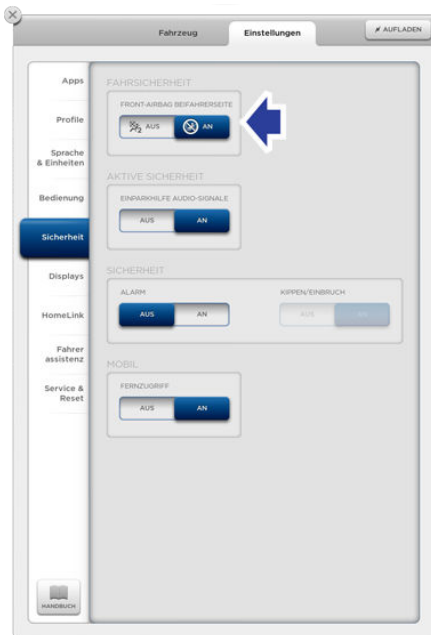 Fahrzeug
Einstellungen
AUFLADEN
Apps
Profile
Sprache
& Einheiten
Bedienung
Sicherheit
Displays
HomeLink
Fahrer
assistenz
Service &
Reset
HANDBUCH
FAHRSICHERHEIT
FRONT-AIRBAG BEIFAHRERSEITE
AUS AN
AKTIVE SICHERHEIT
EINPARKHILFE AUDIO-SIGNALE
AUS AN
SICHERHEIT
ALARM
AUS AN
KIPPEN/EINBRUCH
AUS AN
MOBIL
FERNZUGRIFF
AUS AN